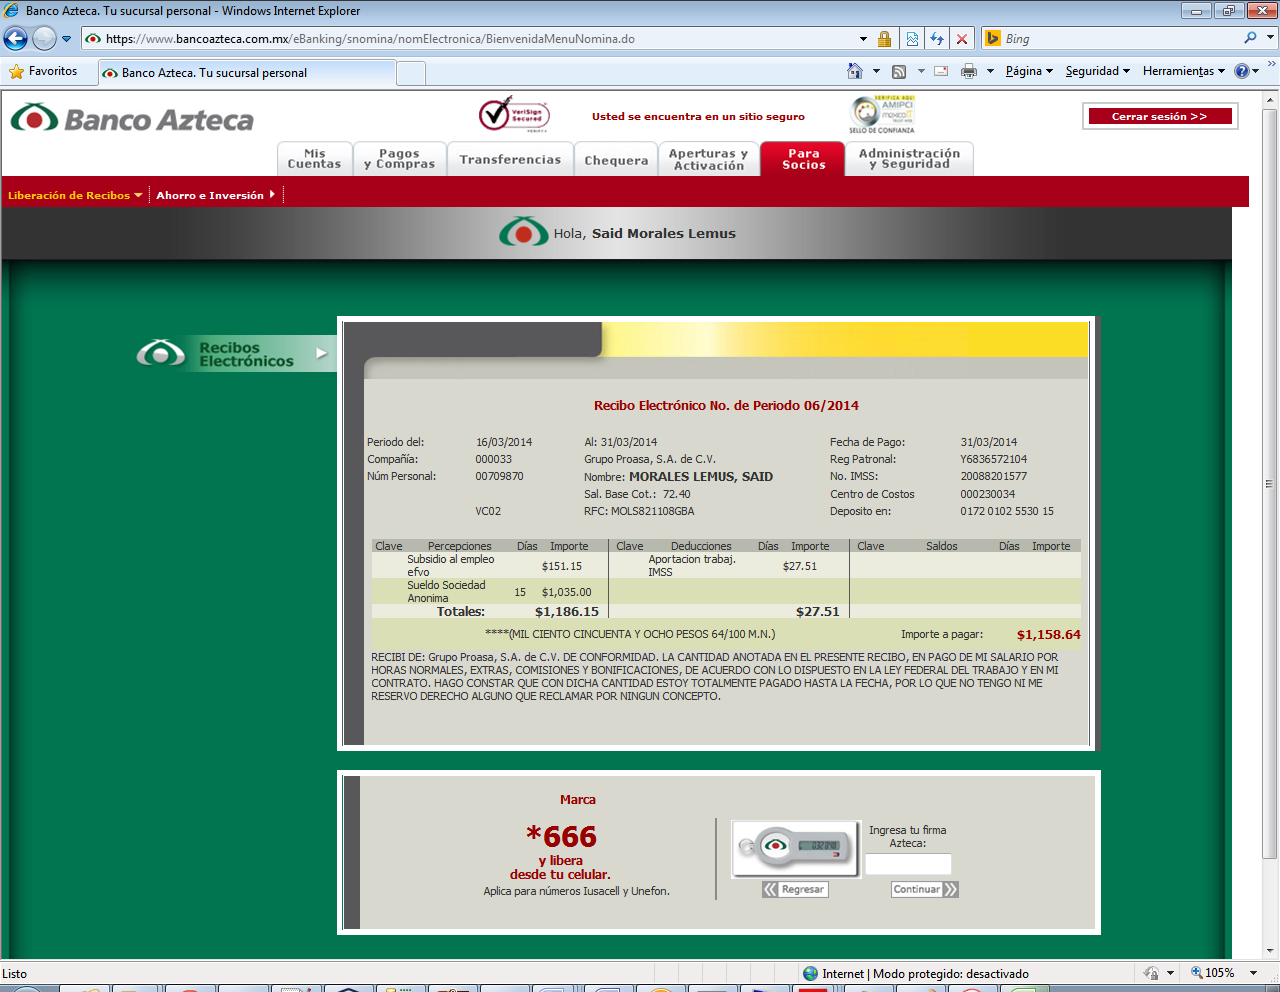 Banco Azteca. Tu sucursal personal - Windows Internet Explorer
https://www.bancoazteca.com.mx/eBanking/snomina/nomElectronica/BienvenidaMenuNomina.do
Bing
Favoritos
Banco Azteca. Tu sucursal personal
Página
Seguridad
Herramientas
Banco Azteca
VeriSign Secured
VERIFY
Usted se encuentra en un sitio seguro
VERIFICA AQUI
AMIPCI
SELLO DE CONFIANZA
Cerrar sesión >>
Mis Cuentas
Pagos y Compras
Transferencias
Chequera
Aperturas y Activación
Para Socios
Administración y Seguridad
Liberación de Recibos
Ahorro e Inversión
Hola, Said Morales Lemus
Recibos Electrónicos
Recibo Electrónico No. de Periodo 06/2014
Periodo del: 16/03/2014 Al: 31/03/2014 Fecha de Pago: 31/03/2014
Compañía: 000033 Grupo Proasa, S.A. de C.V. Reg Patronal: Y6836572104
Núm Personal: 00709870 Nombre: MORALES LEMUS, SAID No. IMSS: 20088201577
Sal. Base Cot.: 72.40 Centro de Costos 000230034
VC02 RFC: MOLS821108GBA Deposito en: 0172 0102 5530 15
Clave Percepciones Días Importe Clave Deducciones Días Importe Clave Saldos Días Importe
Subsidio al empleo efvo $151.15 Aportacion trabaj. IMSS $27.51
Sueldo Sociedad Anonima 15 $1,035.00
Totales: $1,186.15 $27.51
****(MIL CIENTO CINCUENTA Y OCHO PESOS 64/100 M.N.) Importe a pagar: $1,158.64
RECIBI DE: Grupo Proasa, S.A. de C.V. DE CONFORMIDAD. LA CANTIDAD ANOTADA EN EL PRESENTE RECIBO, EN PAGO DE MI SALARIO POR
HORAS NORMALES, EXTRAS, COMISIONES Y BONIFICACIONES, DE ACUERDO CON LO DISPUESTO EN LA LEY FEDERAL DEL TRABAJO Y EN MI
CONTRATO. HAGO CONSTAR QUE CON DICHA CANTIDAD ESTOY TOTALMENTE PAGADO HASTA LA FECHA, POR LO QUE NO TENGO NI ME
RESERVO DERECHO ALGUNO QUE RECLAMAR POR NINGUN CONCEPTO.
Marca
*666
y libera
desde tu celular.
Aplica para números Iusacell y Unefon.
Ingresa tu firma
Azteca:
Regresar
Continuar
Listo
Internet | Modo protegido: desactivado
105%